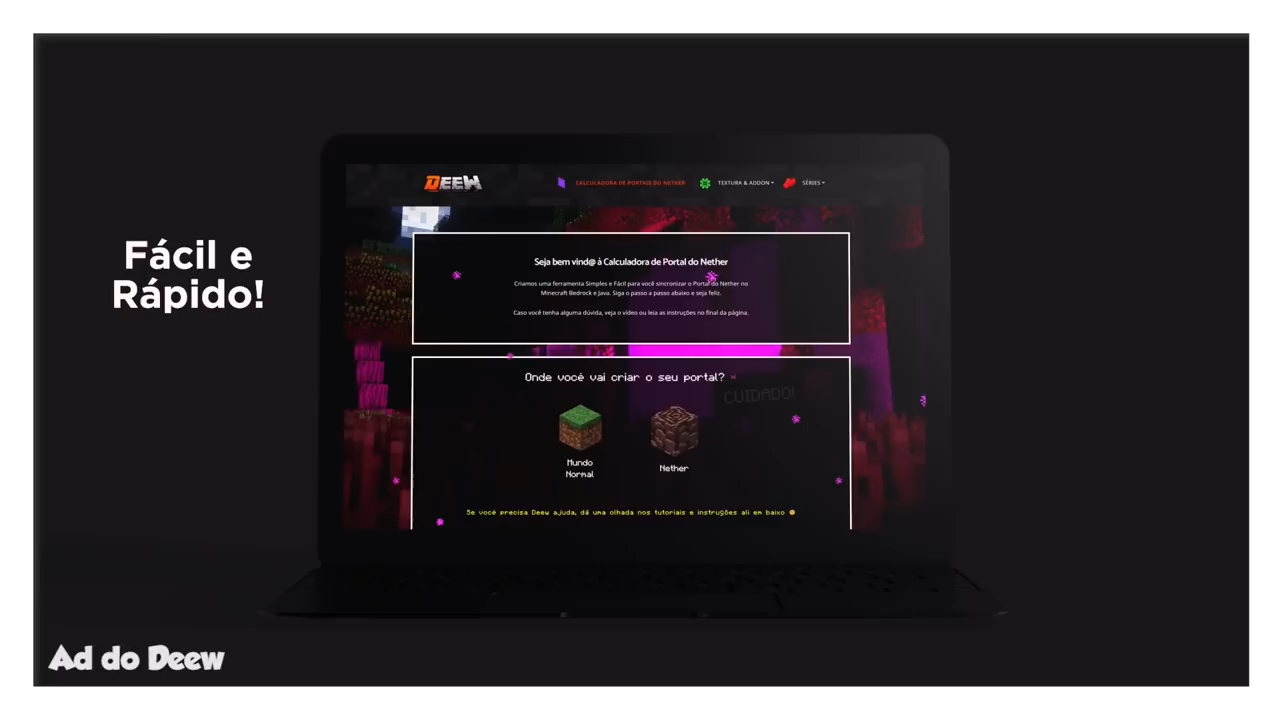 DEEW
CALCULADORA DE PORTAIS DO NETHER
TEXTURA & ADDON
SÉRIES
Fácil e
Rápido!
Seja bem vind@ à Calculadora de Portal do Nether
Criamos uma ferramenta Simples e Fácil para você sincronizar o Portal do Nether no
Minecraft Bedrock e Java. Siga o passo a passo abaixo e seja feliz.
Caso você tenha alguma dúvida, veja o vídeo ou leia as instruções no final da página.
Onde você vai criar o seu portal?
CUIDADO!
Mundo
Normal
Nether
Se você precisa Deew ajuda, dá uma olhada nos tutoriais e instruções ali em baixo
Ad do Deew